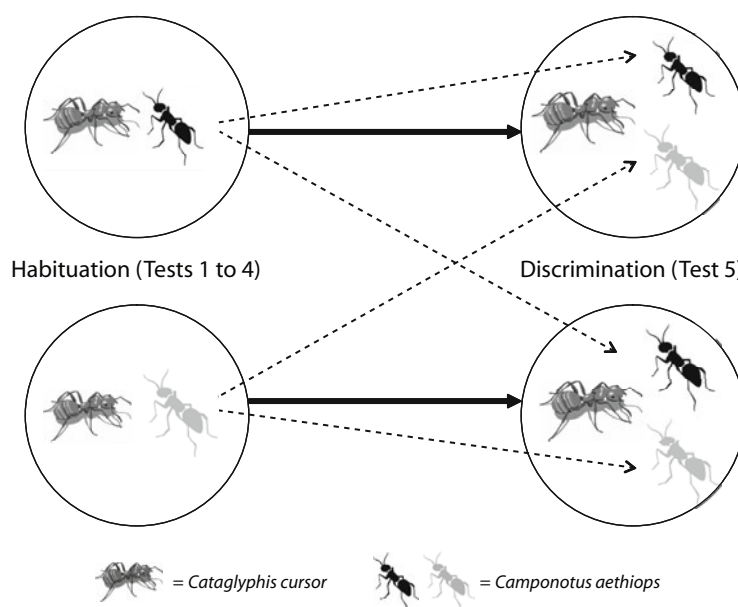 Habituation (Tests 1 to 4)
Discrimination (Test 5)
= Cataglyphis cursor
= Camponotus aethiops